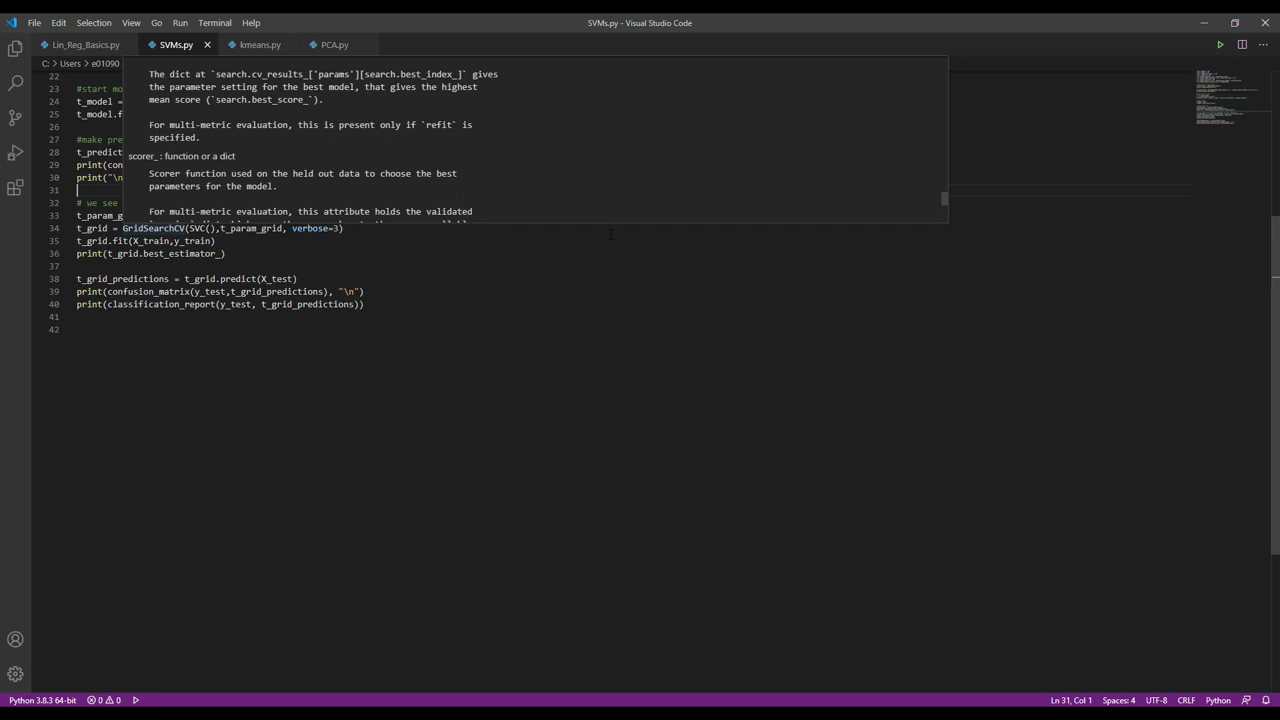 File Edit Selection View Go Run Terminal Help
SVMs.py - Visual Studio Code
Lin_Reg_Basics.py SVMs.py kmeans.py PCA.py
C: > Users > e01090
The dict at `search.cv_results_['params'][search.best_index_]` gives
the parameter setting for the best model, that gives the highest
mean score (`search.best_score_`).
For multi-metric evaluation, this is present only if `refit` is
specified.
scorer_ : function or a dict
Scorer function used on the held out data to choose the best
parameters for the model.
For multi-metric evaluation, this attribute holds the validated
22
23 #start mo
24 t_model =
25 t_model.f
26
27 #make pre
28 t_predict
29 print(con
30 print("\n
31
32 # we see
33 t_param_g
34 t_grid = GridSearchCV(SVC(),t_param_grid, verbose=3)
35 t_grid.fit(X_train,y_train)
36 print(t_grid.best_estimator_)
37
38 t_grid_predictions = t_grid.predict(X_test)
39 print(confusion_matrix(y_test,t_grid_predictions), "\n")
40 print(classification_report(y_test, t_grid_predictions))
41
42
Python 3.8.3 64-bit 0 0 Ln 31, Col 1 Spaces: 4 UTF-8 CRLF Python